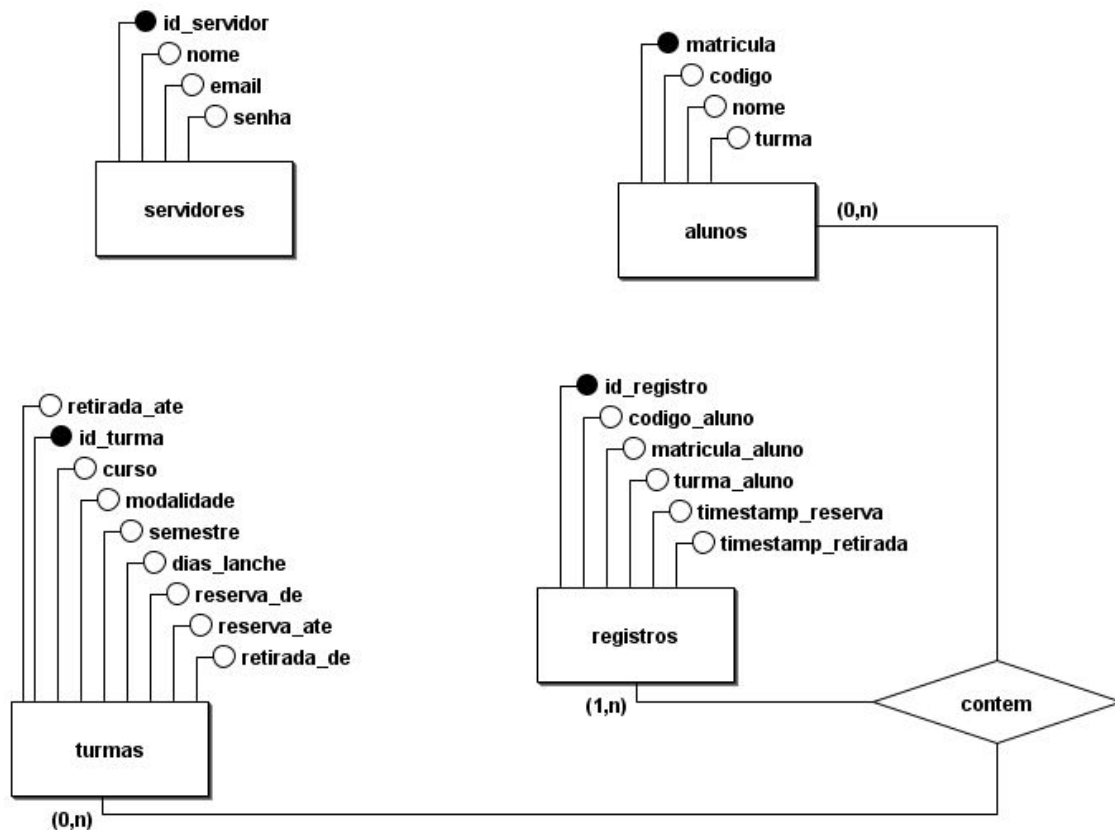 id_servidor
nome
email
senha
servidores
matricula
codigo
nome
turma
alunos
(0,n)
retirada_ate
id_turma
curso
modalidade
semestre
dias_lanche
reserva_de
reserva_ate
retirada_de
turmas
(0,n)
id_registro
codigo_aluno
matricula_aluno
turma_aluno
timestamp_reserva
timestamp_retirada
registros
(1,n)
contem